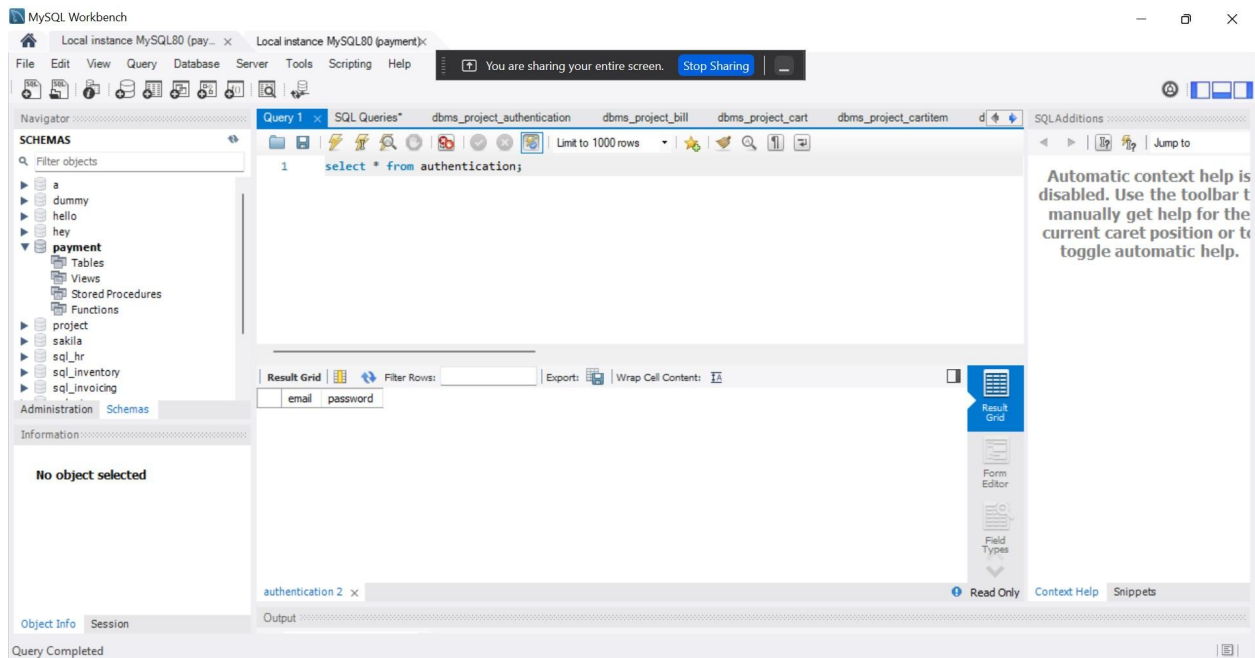 MySQL Workbench
Local instance MySQL80 (pay... x
Local instance MySQL80 (payment) x
File Edit View Query Database Server Tools Scripting Help
You are sharing your entire screen. Stop Sharing
Navigator
SCHEMAS
Filter objects
a
dummy
hello
hey
payment
Tables
Views
Stored Procedures
Functions
project
sakila
sql_hr
sql_inventory
sql_invoicing
Administration Schemas
Information
No object selected
Object Info Session
Query Completed
Query 1 x SQL Queries* dbms_project_authentication dbms_project_bill dbms_project_cart dbms_project_cartitem d
Limit to 1000 rows
1 select * from authentication;
Result Grid Filter Rows: Export: Wrap Cell Content: IA
email password
Result
Grid
Form
Editor
Field
Types
authentication 2 x Read Only
Output
SQLAdditions
Jump to
Automatic context help is
disabled. Use the toolbar t
manually get help for the
current caret position or to
toggle automatic help.
Context Help Snippets